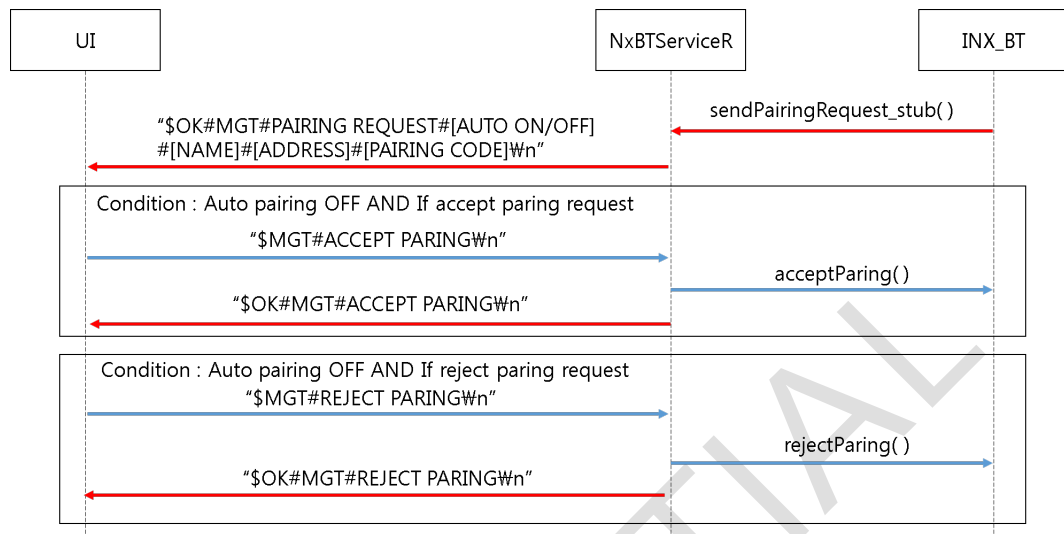 UI
NxBTServiceR
INX_BT
sendPairingRequest_stub( )
“$OK#MGT#PAIRING REQUEST#[AUTO ON/OFF]
#[NAME]#[ADDRESS]#[PAIRING CODE]₩n”
Condition : Auto pairing OFF AND If accept paring request
“$MGT#ACCEPT PARING₩n”
acceptParing( )
“$OK#MGT#ACCEPT PARING₩n”
Condition : Auto pairing OFF AND If reject paring request
“$MGT#REJECT PARING₩n”
rejectParing( )
“$OK#MGT#REJECT PARING₩n”
TIAL